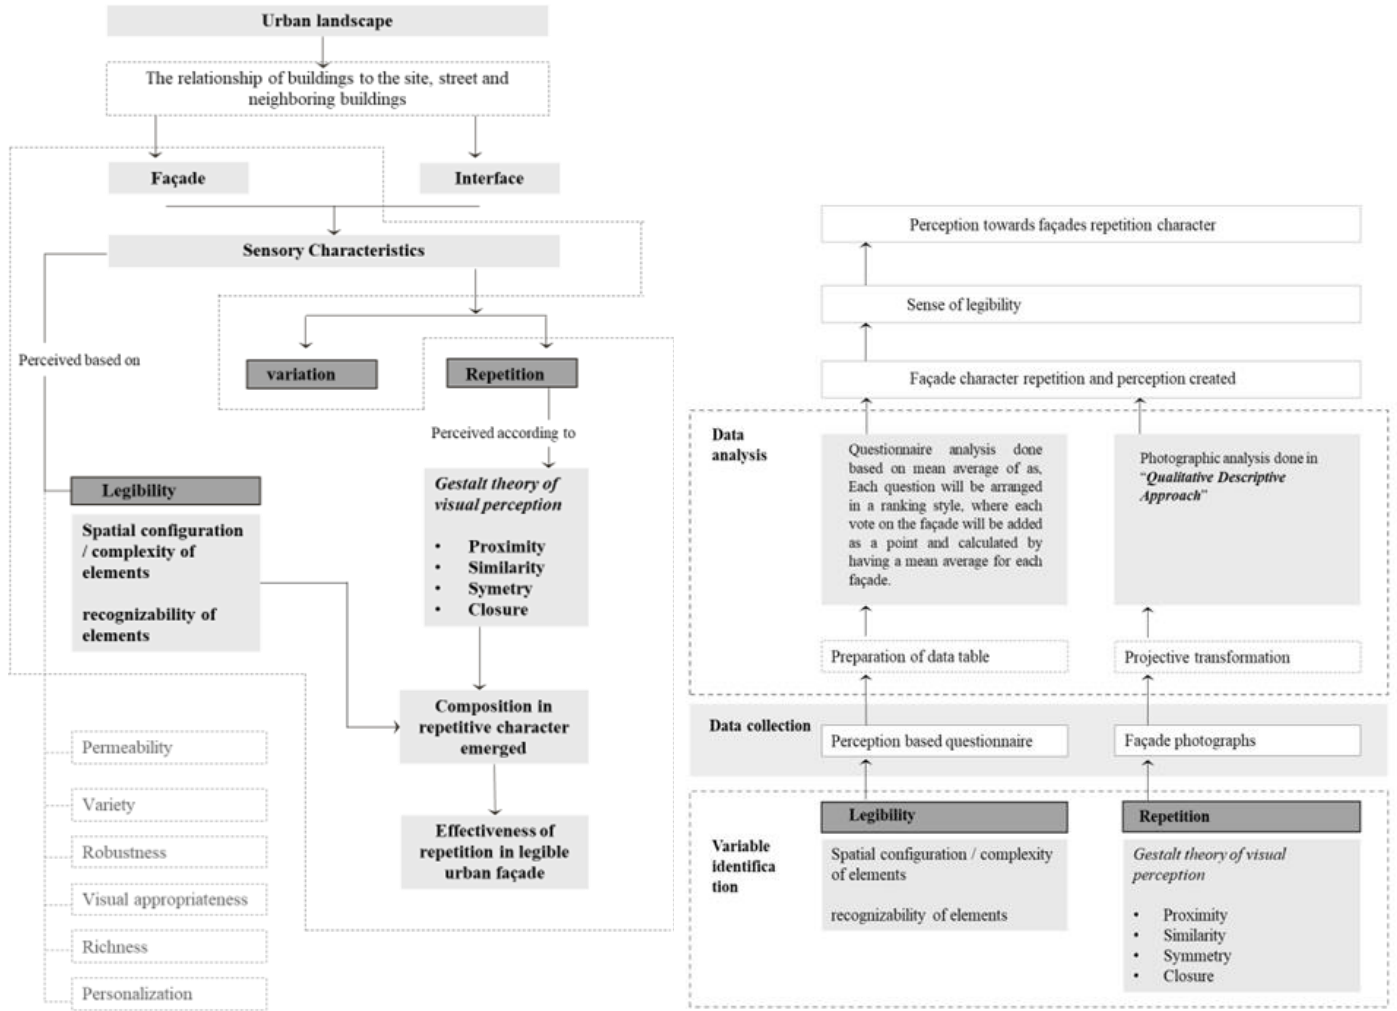 Urban landscape
The relationship of buildings to the site, street and
neighboring buildings
Façade
Interface
Sensory Characteristics
Perceived based on
variation
Repetition
Perceived according to
Legibility
Spatial configuration
/ complexity of
elements
recognizability of
elements
Gestalt theory of
visual perception
• Proximity
• Similarity
• Symetry
• Closure
Composition in
repetitive character
emerged
Effectiveness of
repetition in legible
urban façade
Permeability
Variety
Robustness
Visual appropriateness
Richness
Personalization
Perception towards façades repetition character
Sense of legibility
Façade character repetition and perception created
Data
analysis
Questionnaire analysis done
based on mean average of as,
Each question will be arranged
in a ranking style, where each
vote on the façade will be added
as a point and calculated by
having a mean average for each
façade.
Photographic analysis done in
"Qualitative Descriptive
Approach"
Preparation of data table
Projective transformation
Data collection
Perception based questionnaire
Façade photographs
Variable
identifica
tion
Legibility
Spatial configuration / complexity
of elements
recognizability of elements
Repetition
Gestalt theory of visual
perception
• Proximity
• Similarity
• Symmetry
• Closure